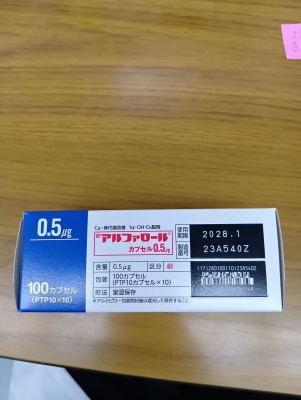 0.5μg
100カプセル
(PTP10×10)
Ca・骨代謝改善 1α-OH-D₃製剤
アルファロール®
カプセル0.5μg
含量 0.5μg 区分 劇
包装 100カプセル
(PTP10カプセル×10)
貯法 室温保存
使用期限 2028.1
製造番号 23A540Z
(17)280100(10)23A540Z